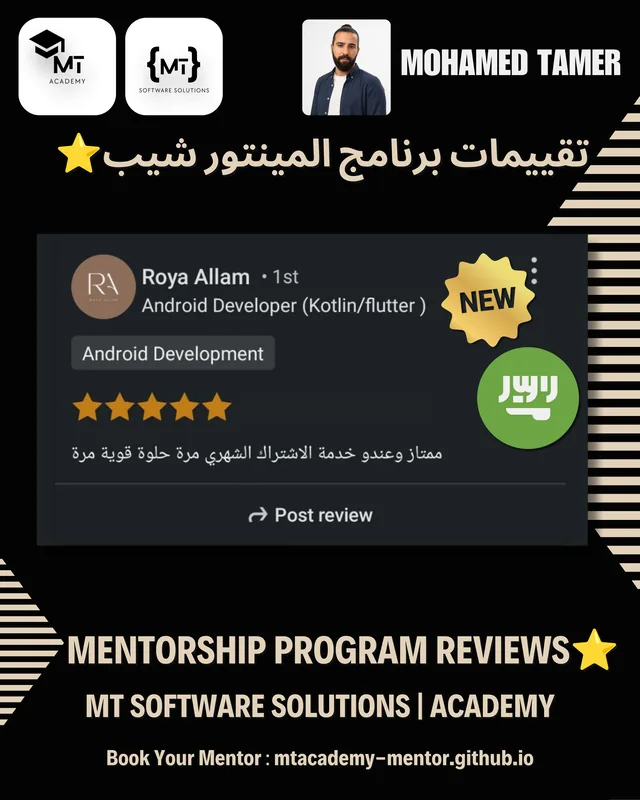 MT
ACADEMY
{MT}
SOFTWARE SOLUTIONS
MOHAMED TAMER
تقييمات برنامج المينتور شيب
Roya Allam • 1st
Android Developer (Kotlin/flutter )
RA
NEW
Android Development
ممتاز وعندو خدمة الاشتراك الشهري مرة حلوة قوية مرة
Post review
MENTORSHIP PROGRAM REVIEWS
MT SOFTWARE SOLUTIONS | ACADEMY
Book Your Mentor : mtacademy-mentor.github.io